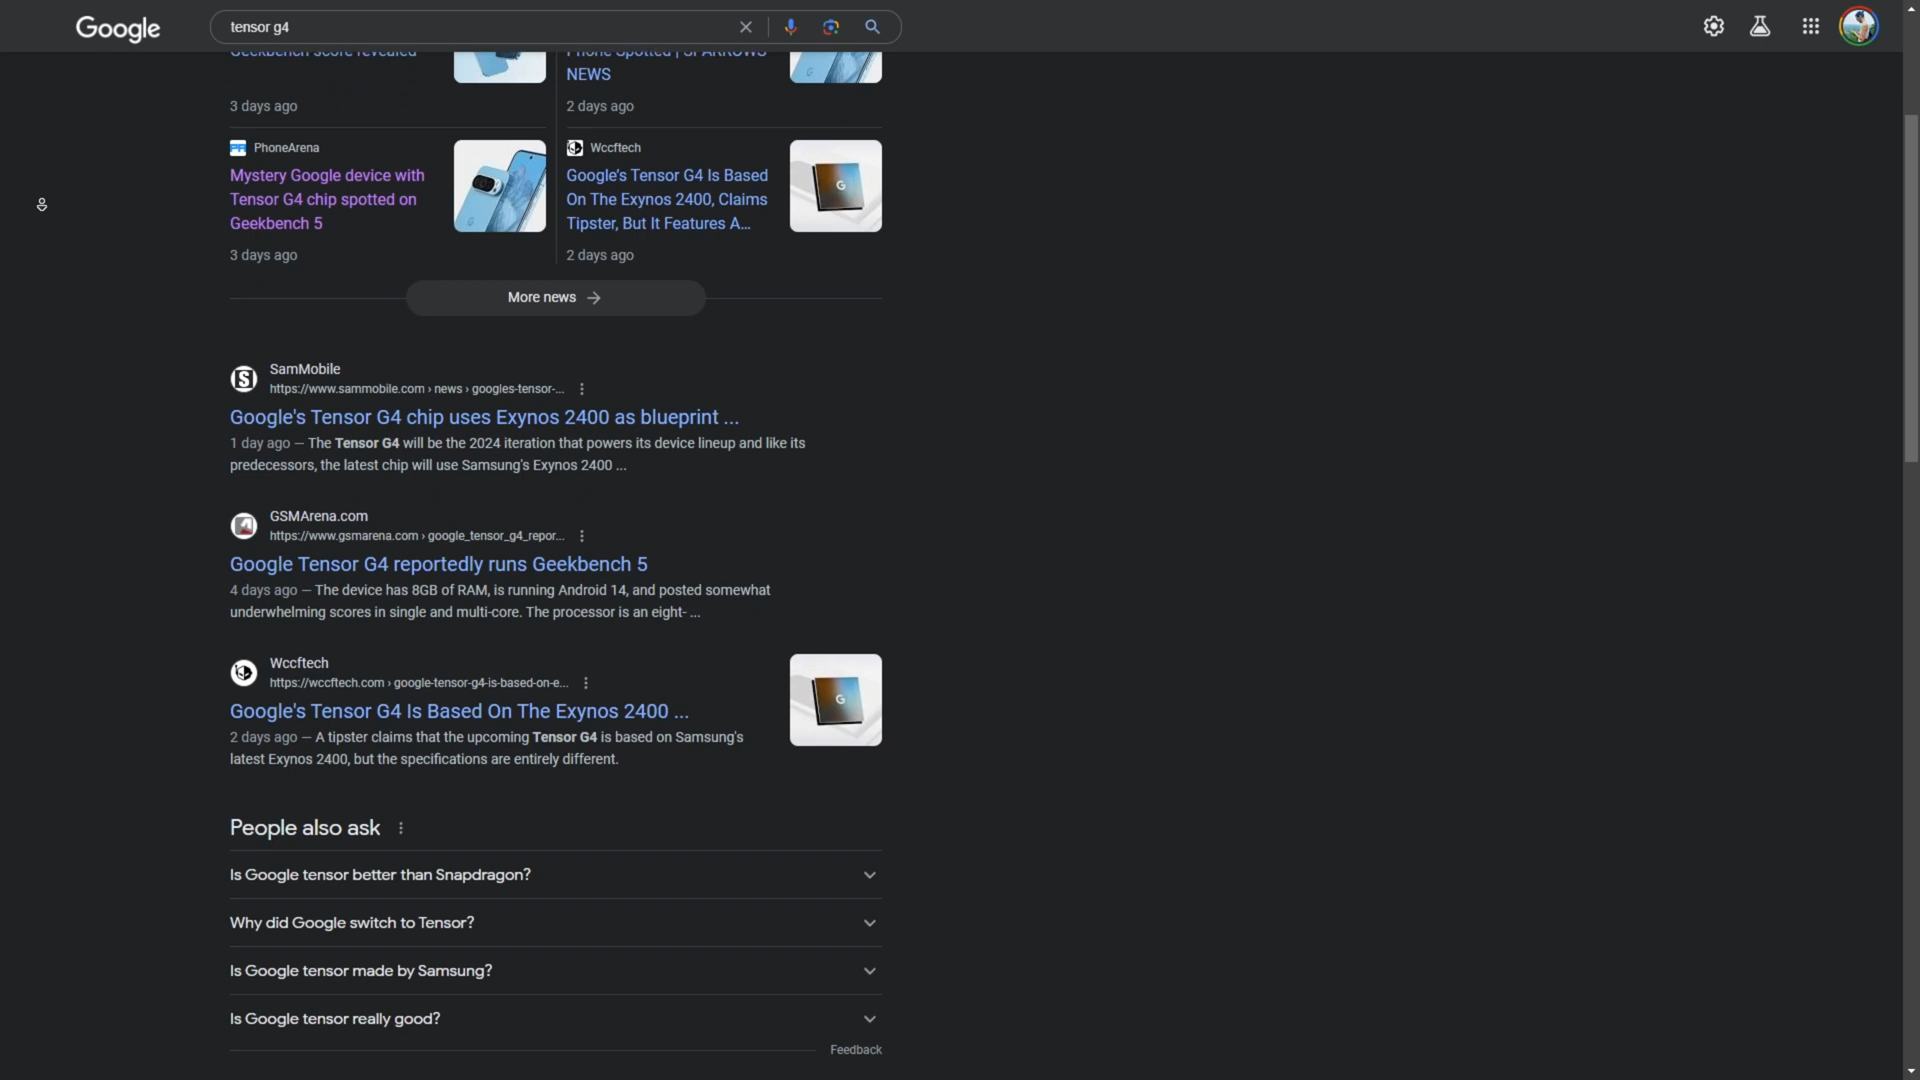 Google
tensor g4
Geekbench score revealed
Phone Spotted | SPARROWS
NEWS
3 days ago
2 days ago
PhoneArena
Mystery Google device with
Tensor G4 chip spotted on
Geekbench 5
3 days ago
Wccftech
Google's Tensor G4 Is Based
On The Exynos 2400, Claims
Tipster, But It Features A...
2 days ago
More news
SamMobile
https://www.sammobile.com › news › googles-tensor-...
Google's Tensor G4 chip uses Exynos 2400 as blueprint ...
1 day ago — The Tensor G4 will be the 2024 iteration that powers its device lineup and like its
predecessors, the latest chip will use Samsung's Exynos 2400 ...
GSMArena.com
https://www.gsmarena.com › google_tensor_g4_repor...
Google Tensor G4 reportedly runs Geekbench 5
4 days ago — The device has 8GB of RAM, is running Android 14, and posted somewhat
underwhelming scores in single and multi-core. The processor is an eight- ...
Wccftech
https://wccftech.com › google-tensor-g4-is-based-on-e...
Google's Tensor G4 Is Based On The Exynos 2400 ...
2 days ago — A tipster claims that the upcoming Tensor G4 is based on Samsung's
latest Exynos 2400, but the specifications are entirely different.
People also ask
Is Google tensor better than Snapdragon?
Why did Google switch to Tensor?
Is Google tensor made by Samsung?
Is Google tensor really good?
Feedback